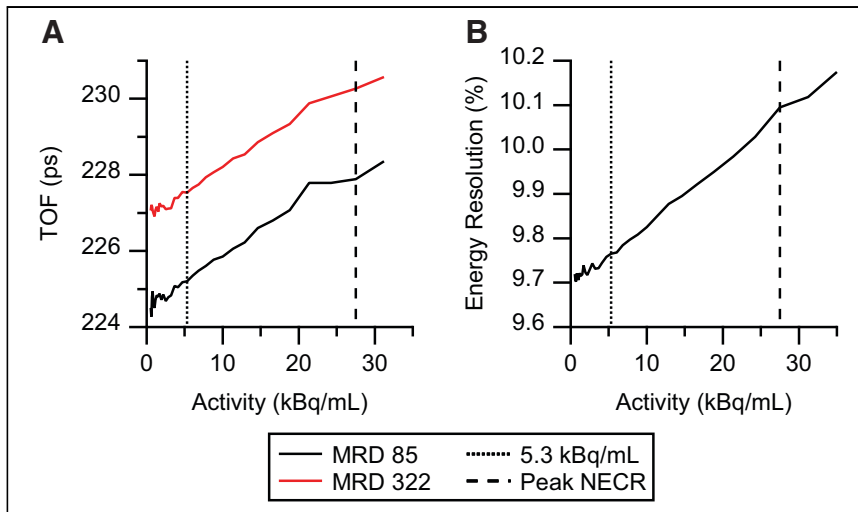 A
B
TOF (ps)
230
228
226
224
0
10
20
30
Activity (kBq/mL)
Energy Resolution (%)
10.2
10.1
10.0
9.9
9.8
9.7
9.6
0
10
20
30
Activity (kBq/mL)
MRD 85
5.3 kBq/mL
MRD 322
Peak NECR